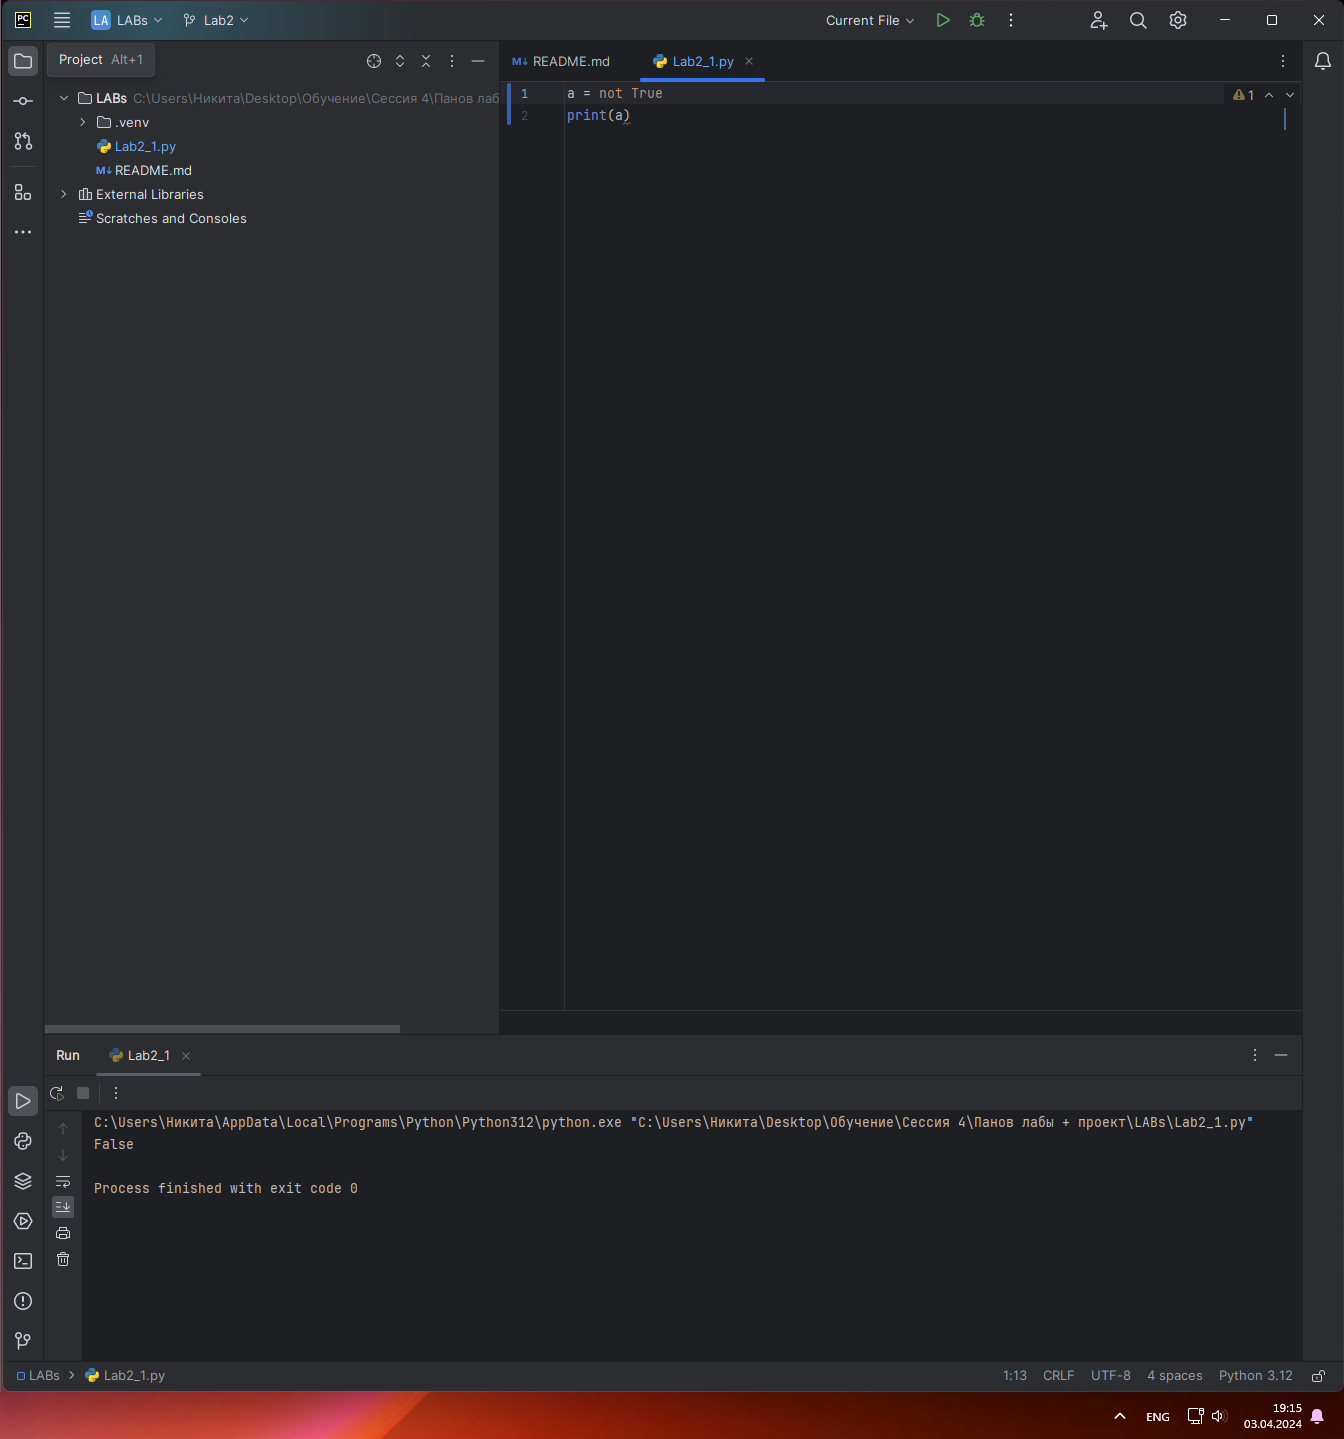 PC LA LABs Lab2 Current File
Project Alt+1
README.md Lab2_1.py
LABs C:\Users\Никита\Desktop\Обучение\Сессия 4\Панов лаб
.venv
Lab2_1.py
M↓ README.md
External Libraries
Scratches and Consoles
1 a = not True
2 print(a)
1
Run Lab2_1
C:\Users\Никита\AppData\Local\Programs\Python\Python312\python.exe "C:\Users\Никита\Desktop\Обучение\Сессия 4\Панов лабы + проект\LABs\Lab2_1.py"
False
Process finished with exit code 0
LABs Lab2_1.py 1:13 CRLF UTF-8 4 spaces Python 3.12
ENG 19:15
03.04.2024